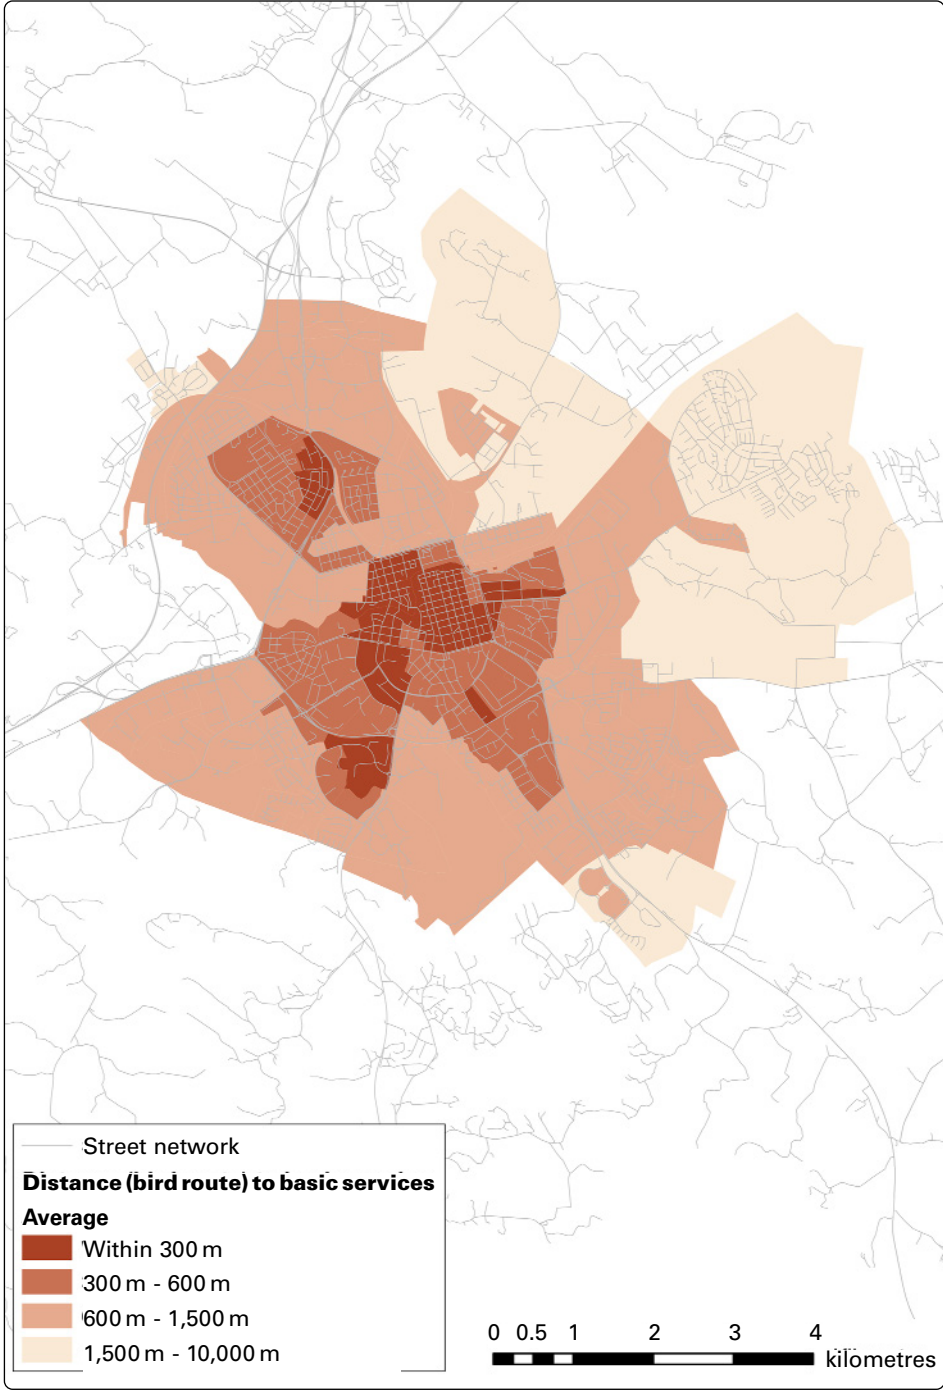 Street network
Distance (bird route) to basic services
Average
Within 300 m
300 m - 600 m
600 m - 1,500 m
1,500 m - 10,000 m
0 0.5 1 2 3 4
kilometres